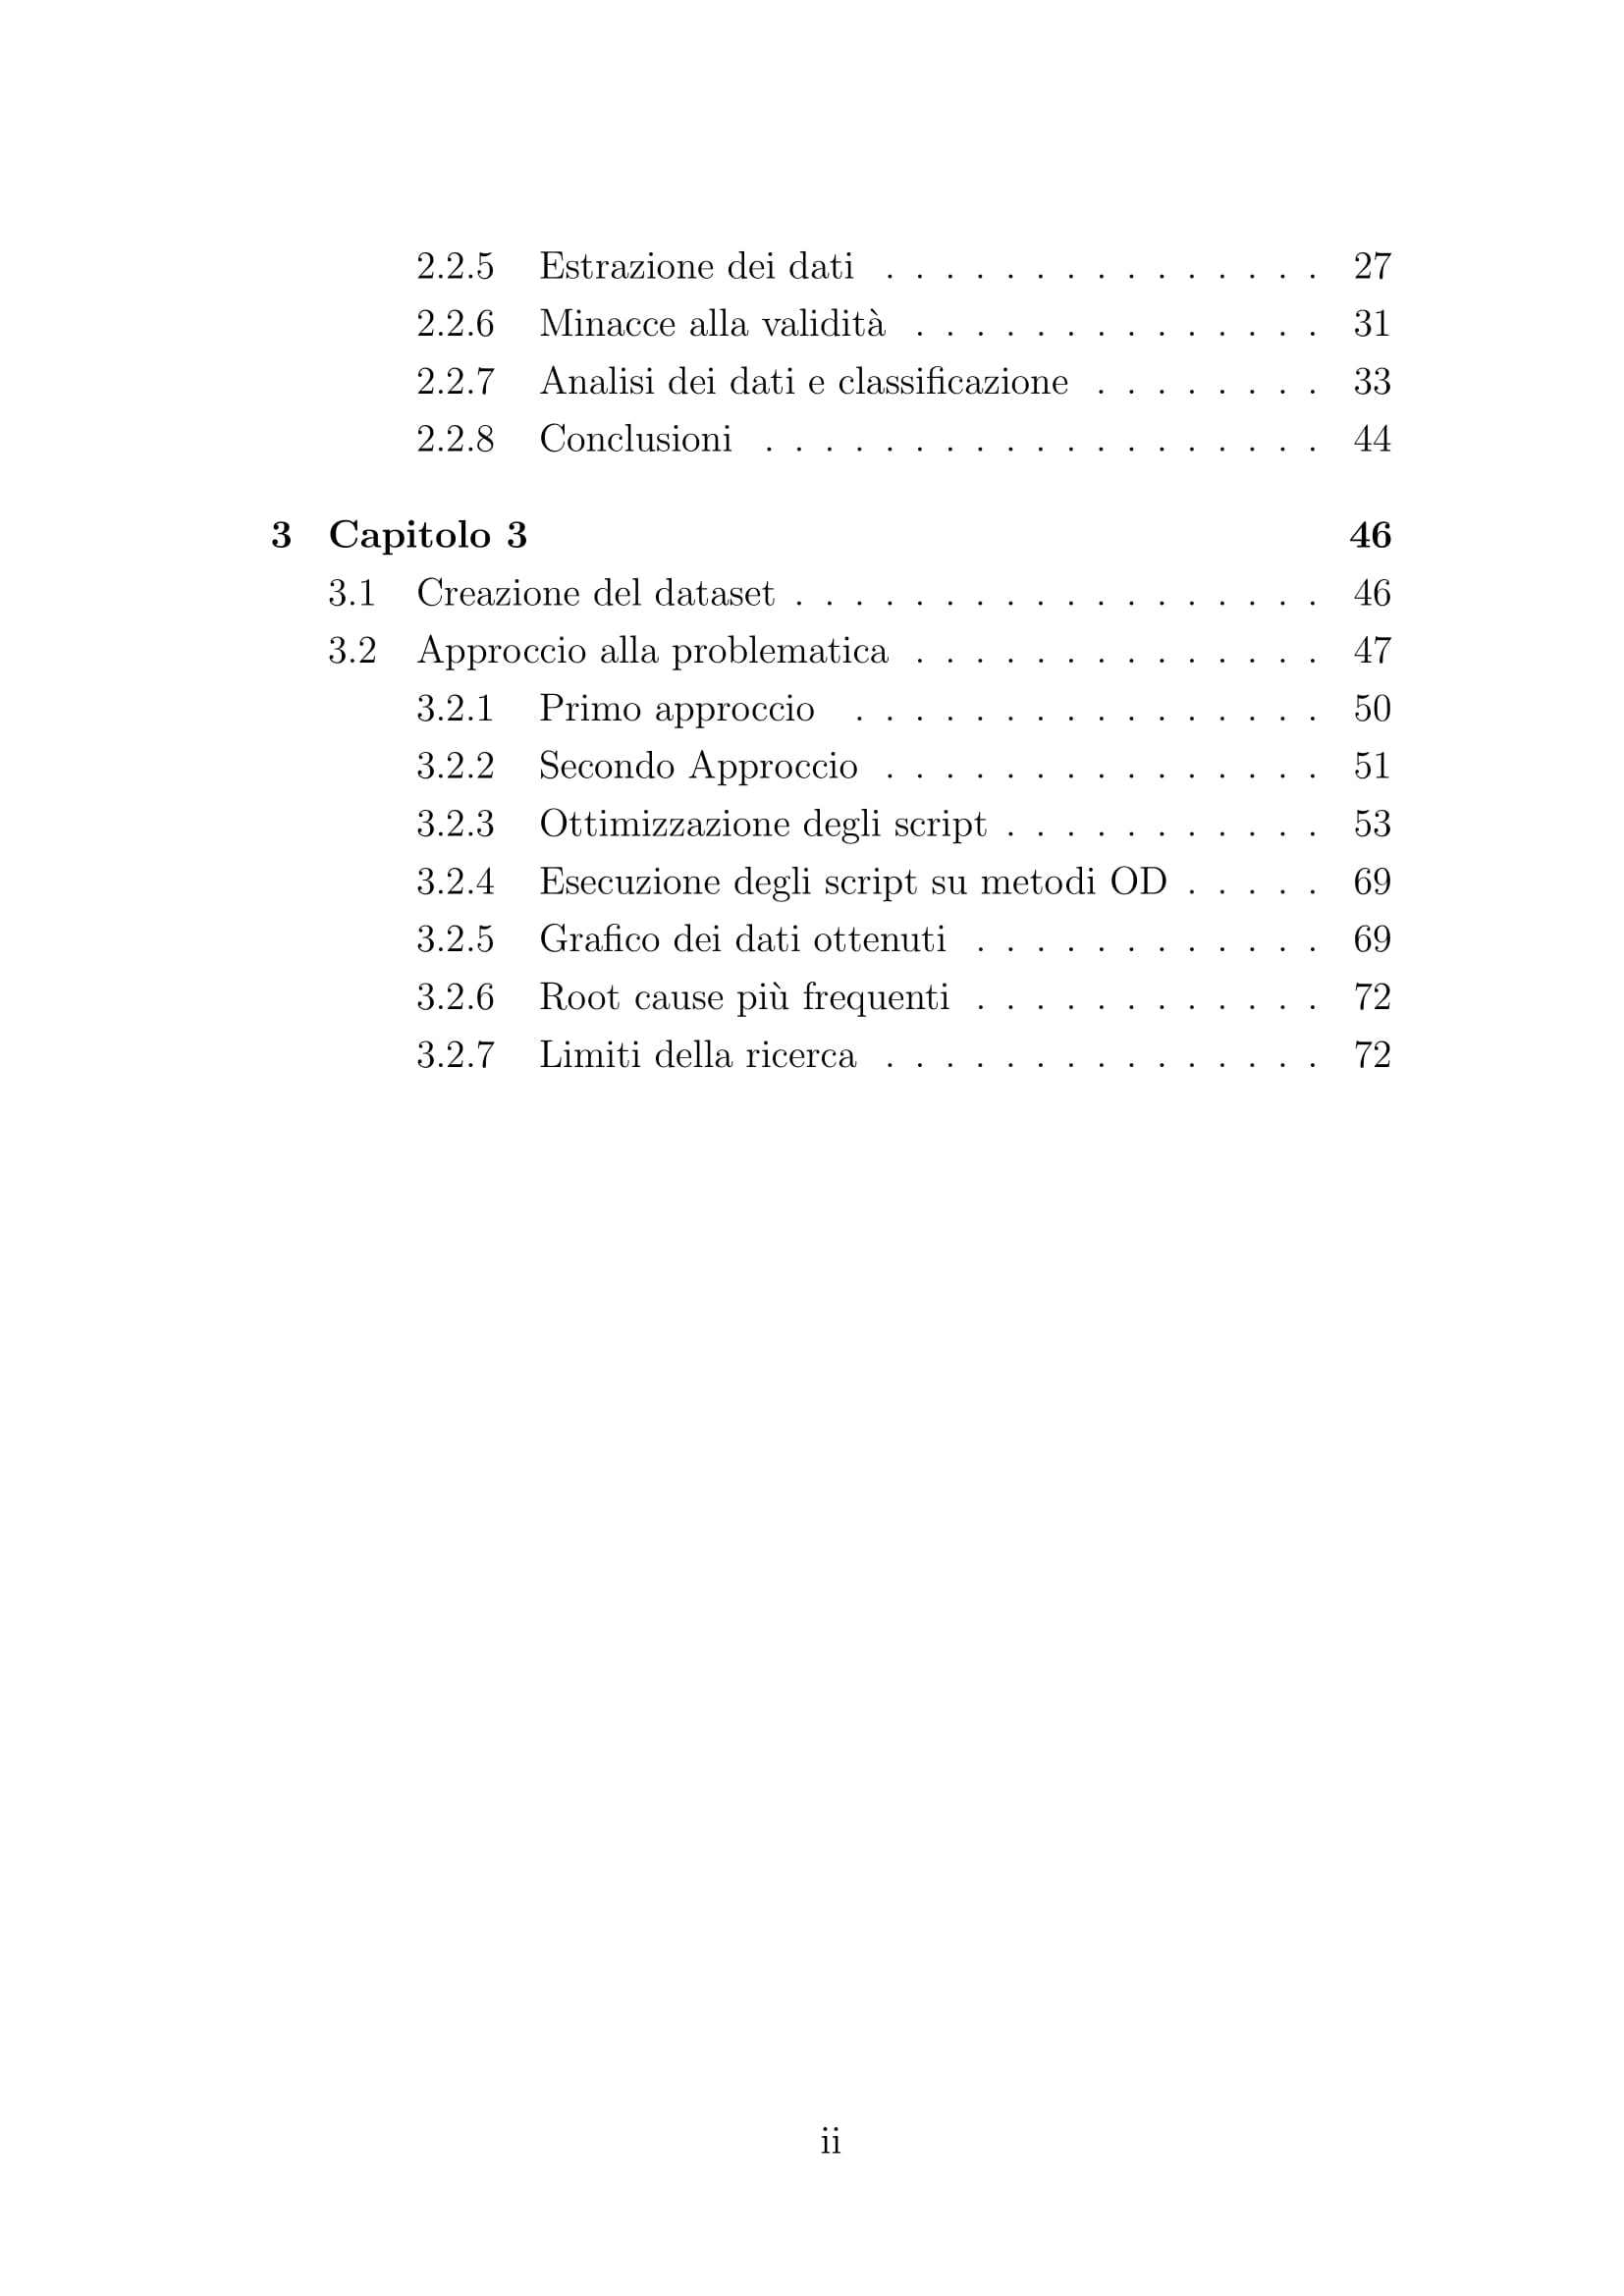 2.2.5 Estrazione dei dati . . . . . . . . . . . . . . . 27
2.2.6 Minacce alla validità . . . . . . . . . . . . . . 31
2.2.7 Analisi dei dati e classificazione . . . . . . . . 33
2.2.8 Conclusioni . . . . . . . . . . . . . . . . . . . 44
3 Capitolo 3 46
3.1 Creazione del dataset . . . . . . . . . . . . . . . . . . 46
3.2 Approccio alla problematica . . . . . . . . . . . . . . 47
3.2.1 Primo approccio . . . . . . . . . . . . . . . . 50
3.2.2 Secondo Approccio . . . . . . . . . . . . . . . 51
3.2.3 Ottimizzazione degli script . . . . . . . . . . . 53
3.2.4 Esecuzione degli script su metodi OD . . . . . 69
3.2.5 Grafico dei dati ottenuti . . . . . . . . . . . . 69
3.2.6 Root cause più frequenti . . . . . . . . . . . . 72
3.2.7 Limiti della ricerca . . . . . . . . . . . . . . . 72
ii